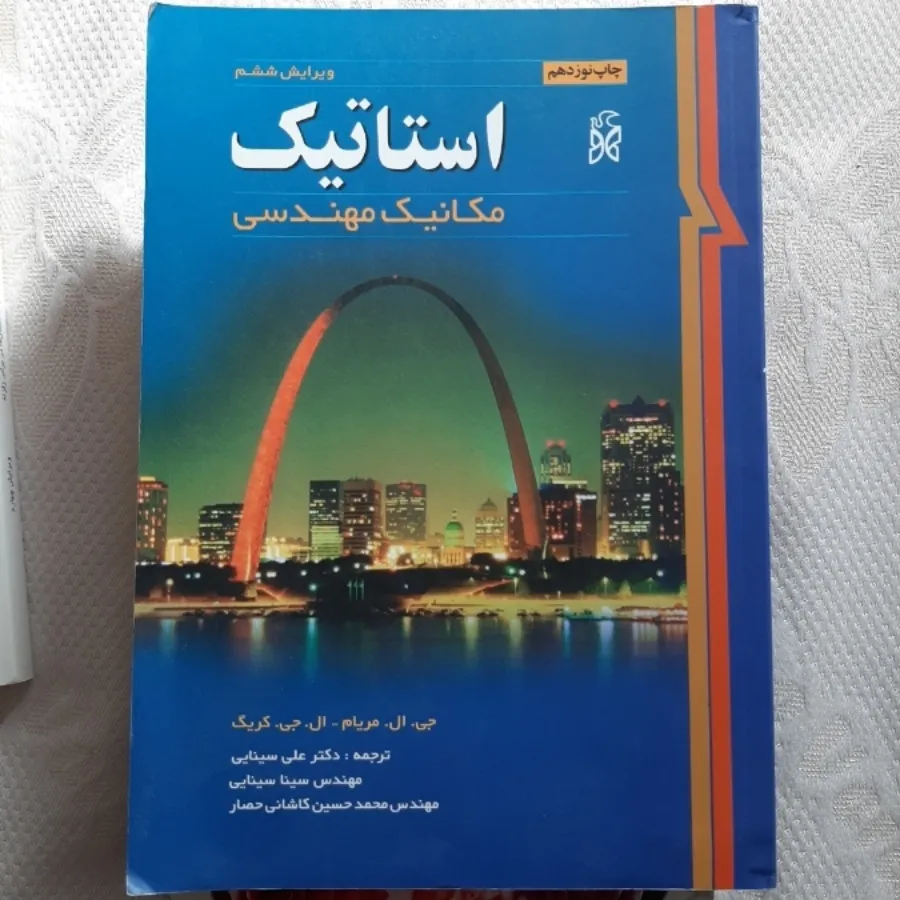 چاپ نوزدهم
ویرایش ششم
استاتیک
مکانیک مهندسی
جی. ال. مریام - ال. جی. کریگ
ترجمه : دکتر علی سینایی
مهندس سینا سینایی
مهندس محمد حسین کاشانی حصار